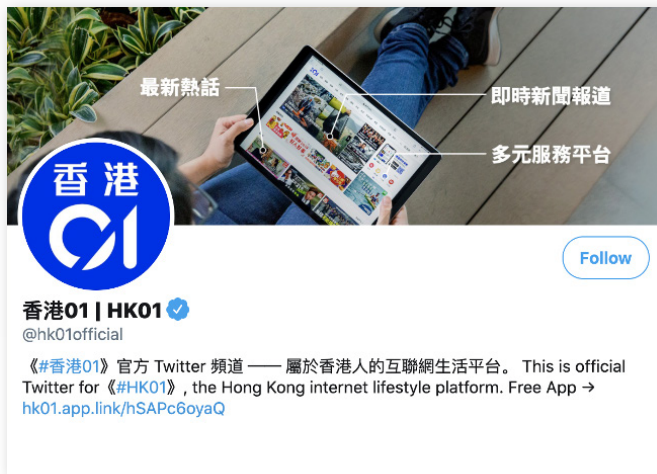 最新熱話
即時新聞報道
多元服務平台
香港
01
Follow
香港01 | HK01
@hk01official
《#香港01》官方 Twitter 頻道 —— 屬於香港人的互聯網生活平台。 This is official
Twitter for《#HK01》, the Hong Kong internet lifestyle platform. Free App →
hk01.app.link/hSAPc6oyaQ